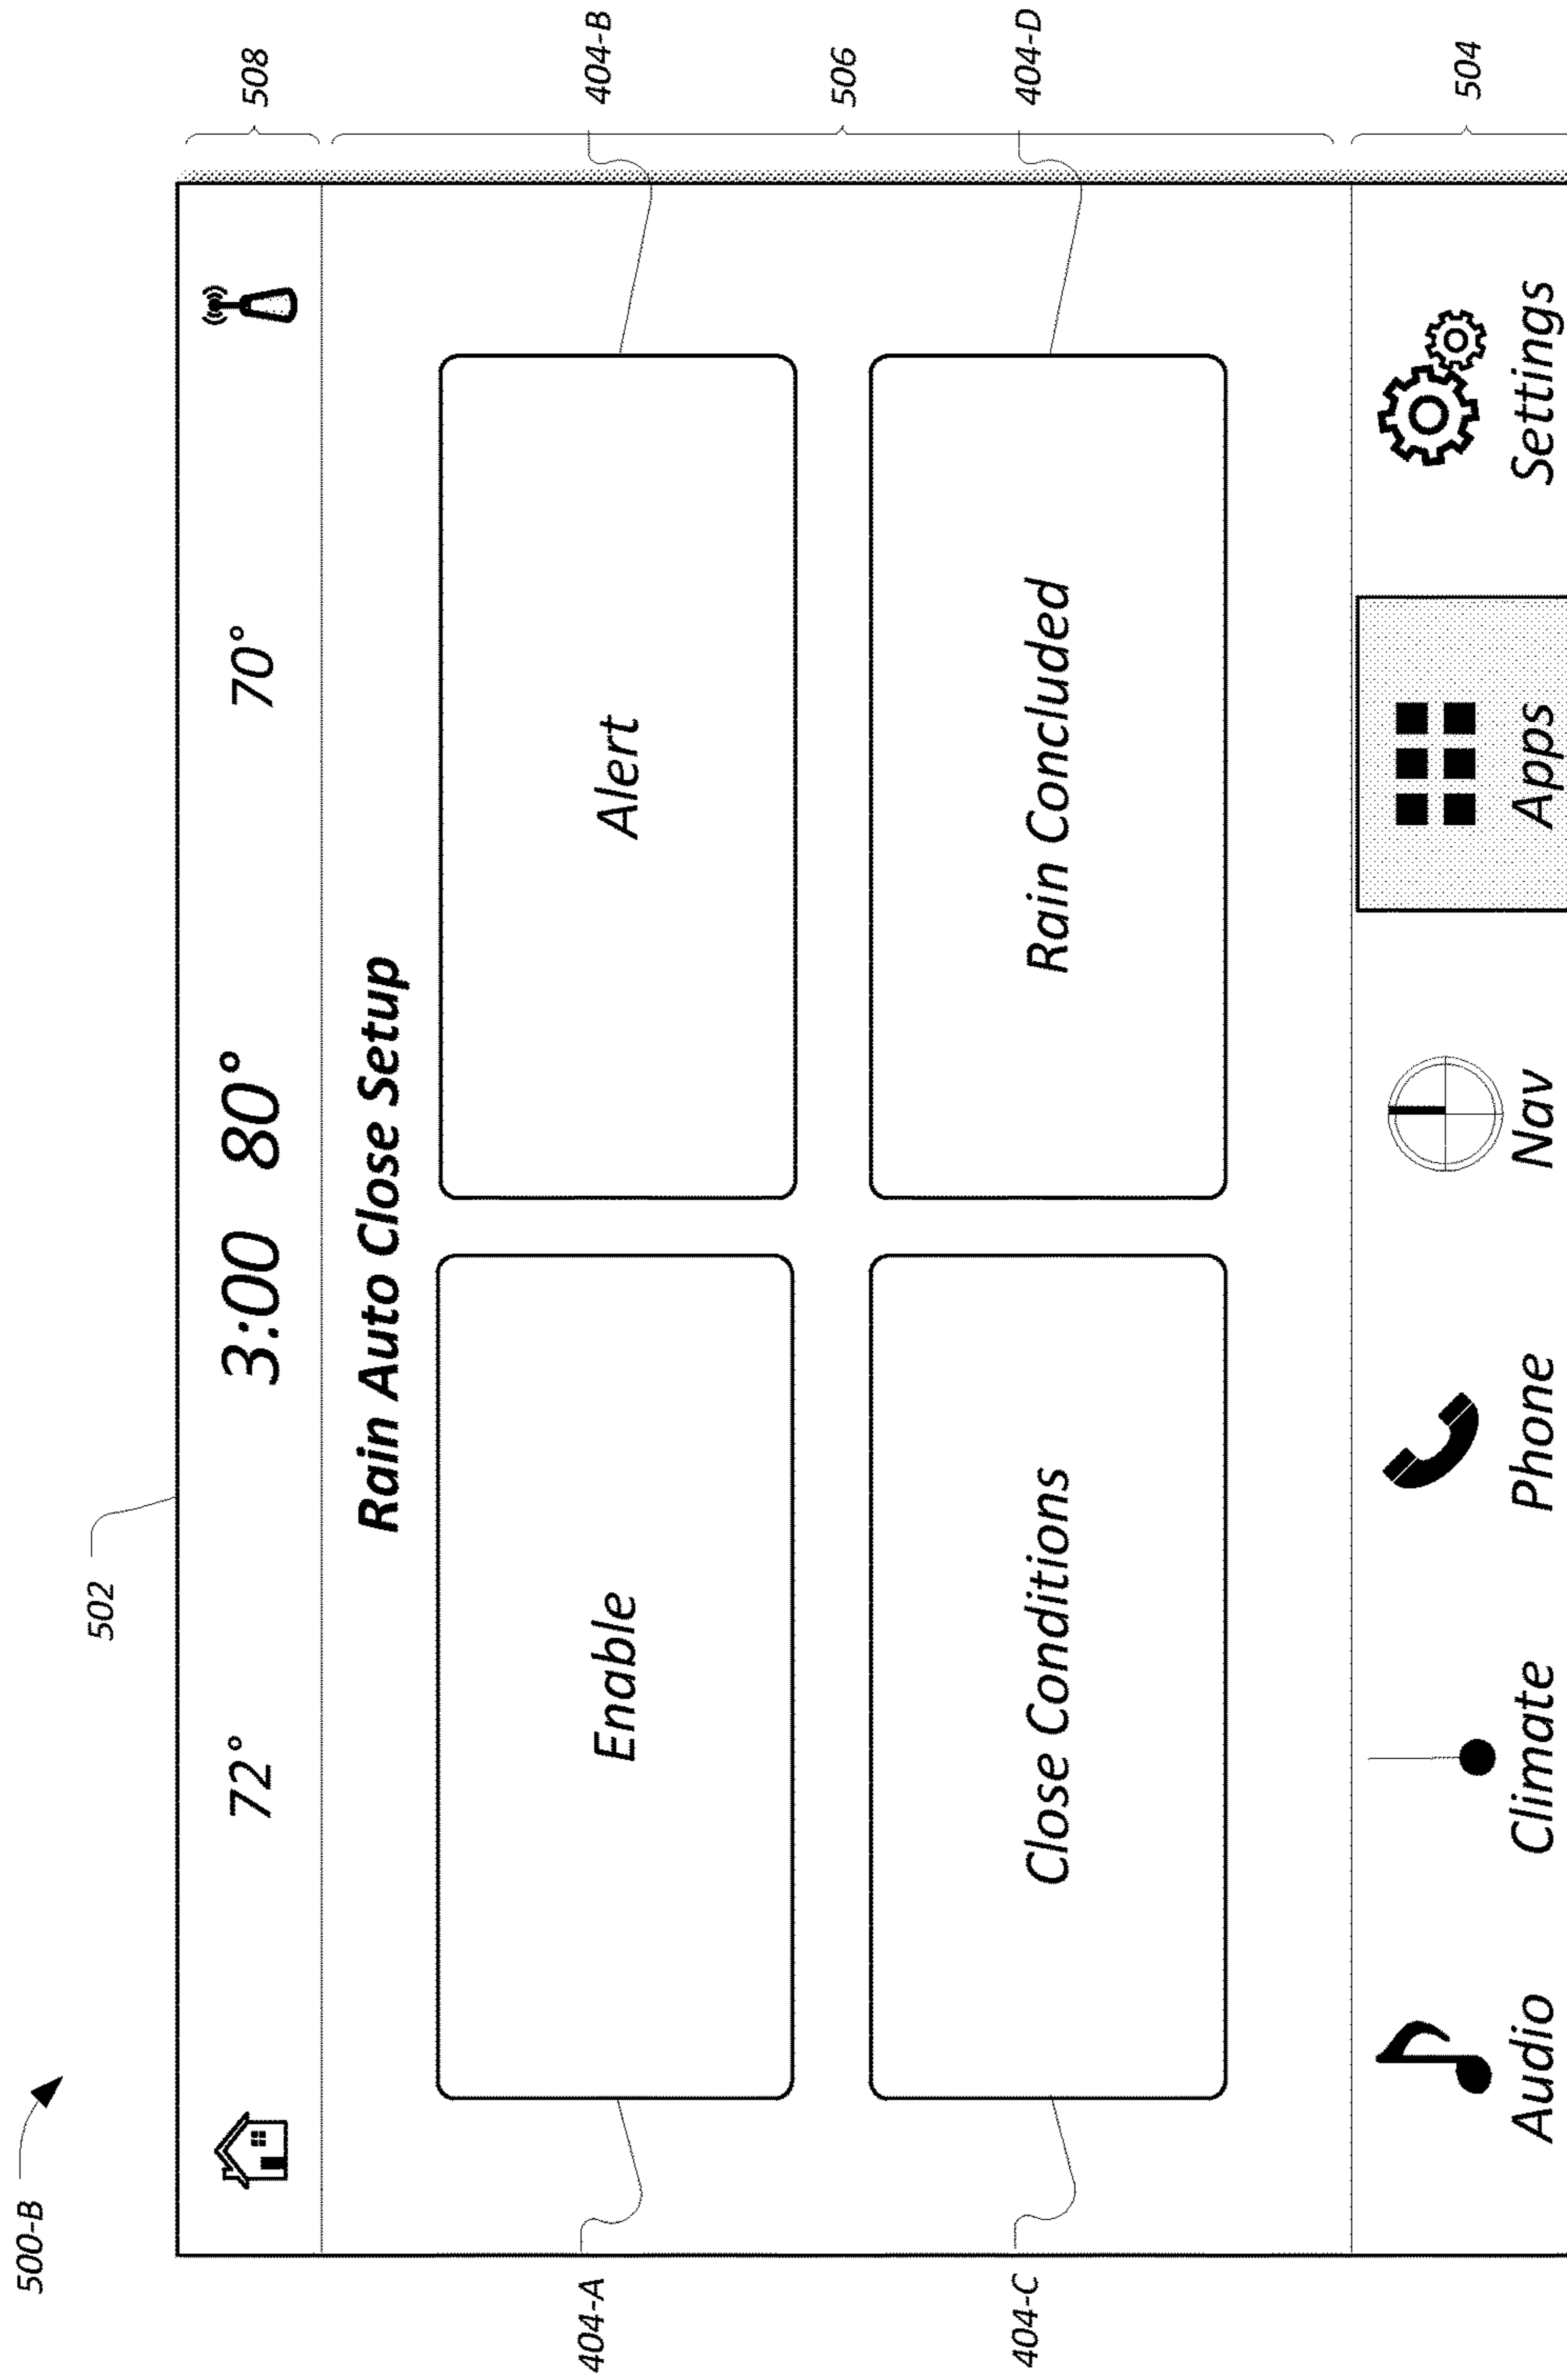 500-B
502
72° 3:00 80° 70°
508
Rain Auto Close Setup
404-A
Enable
Alert
404-B
506
404-C
Close Conditions
Rain Concluded
404-D
Audio Climate Phone Nav Apps Settings
504